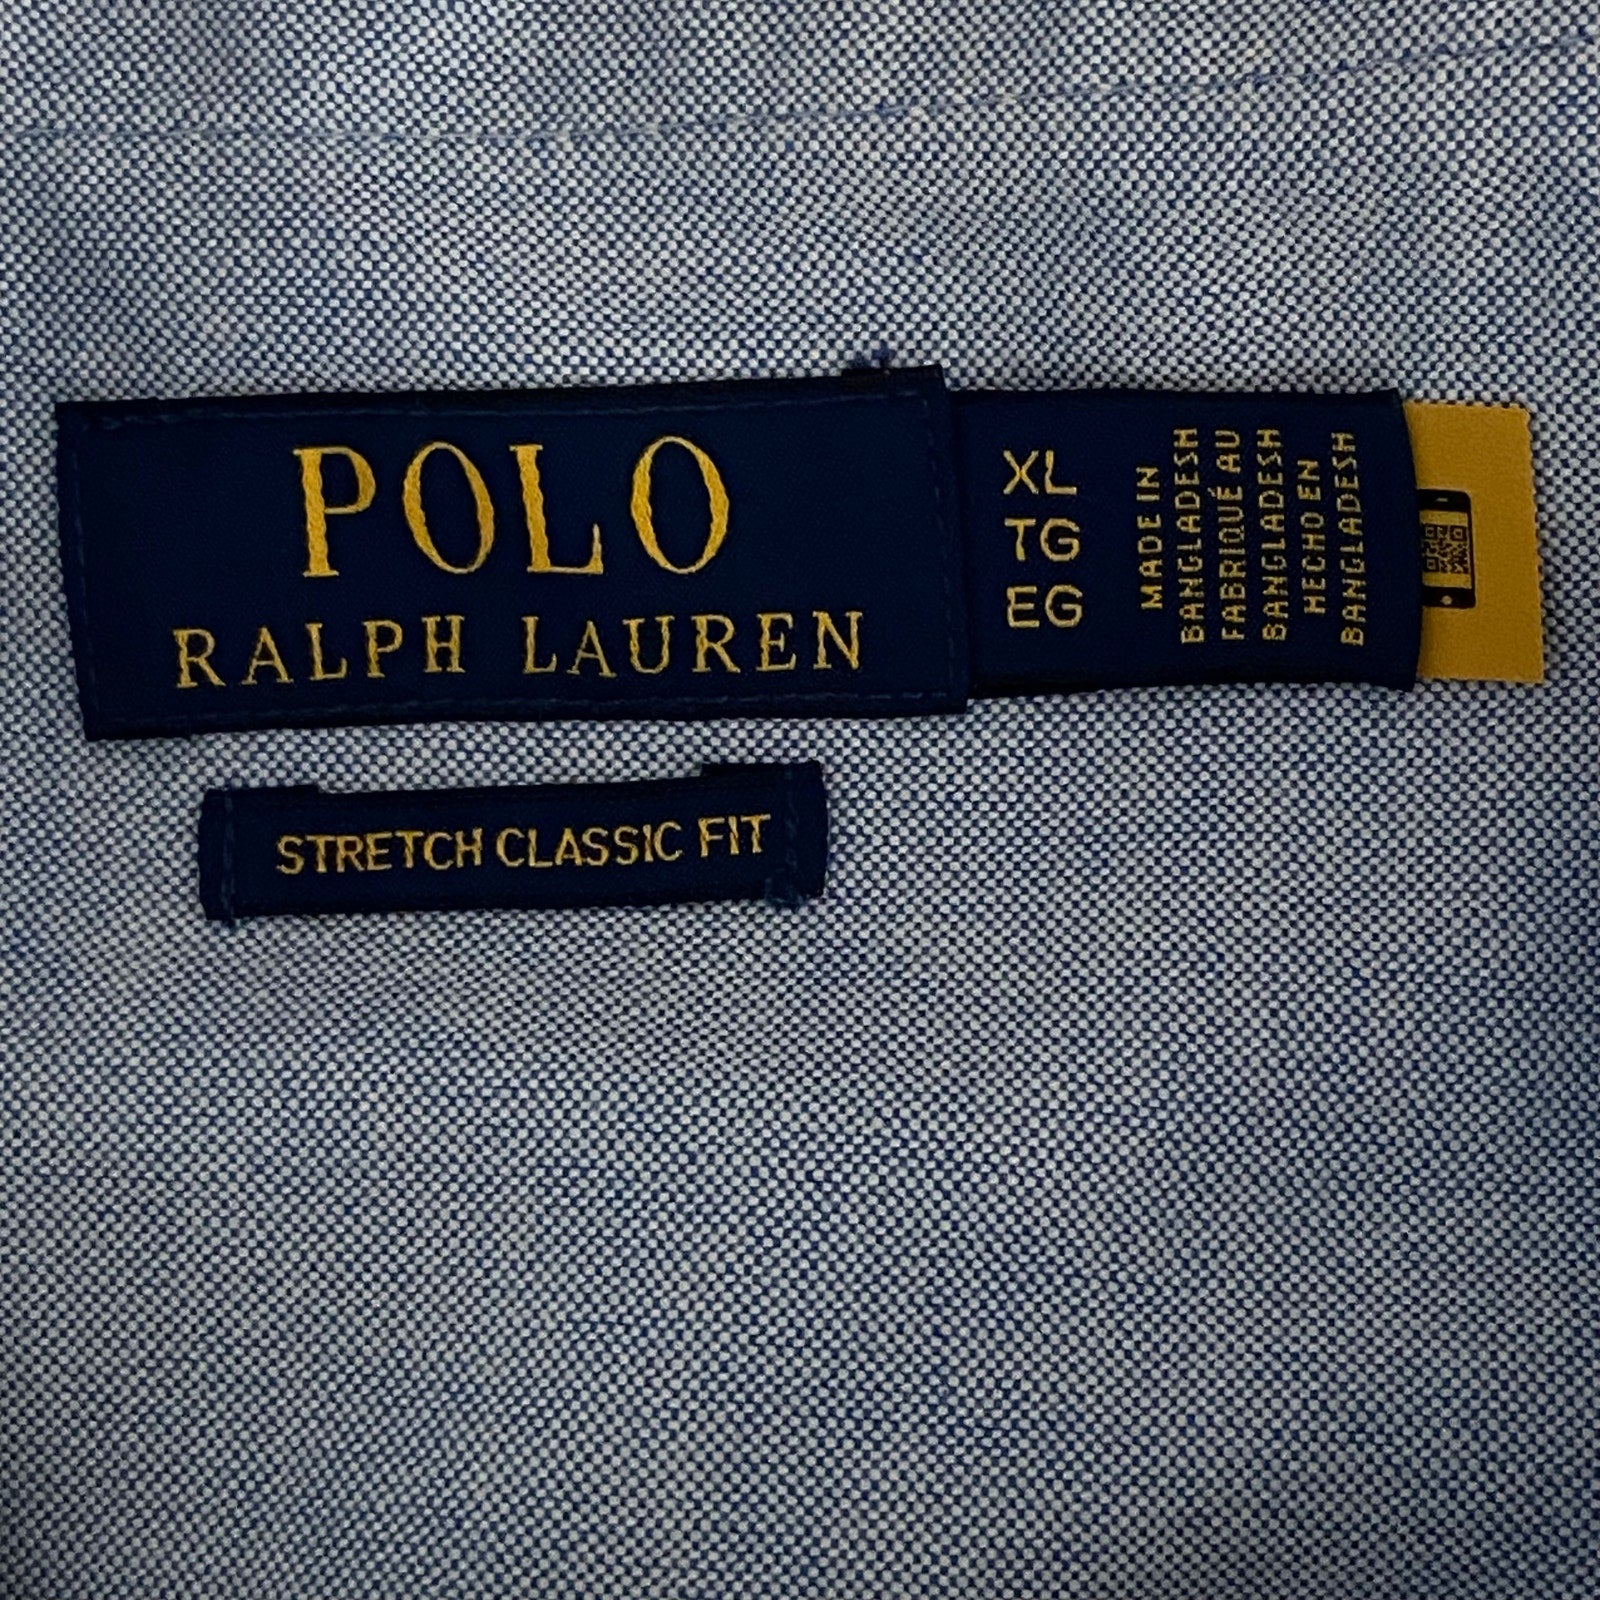 POLO
RALPH LAUREN
XL
TG
EG
MADE IN
BANGLADESH
FABRIQUÉ AU
BANGLADESH
HECHO EN
BANGLADESH
STRETCH CLASSIC FIT